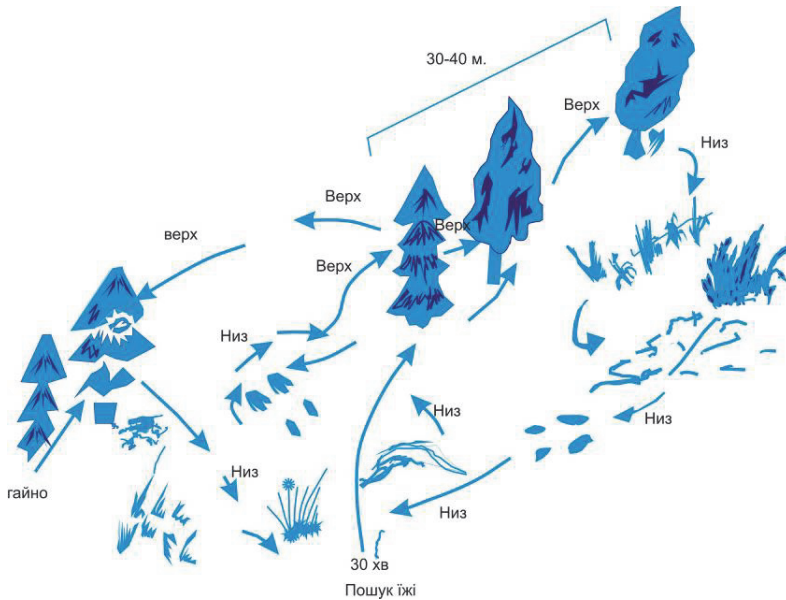 30-40 м.
Верх
Низ
Верх
верх
Верх
Верх
Низ
Низ
Низ
Низ
гайно
Низ
30 хв
Пошук їжі